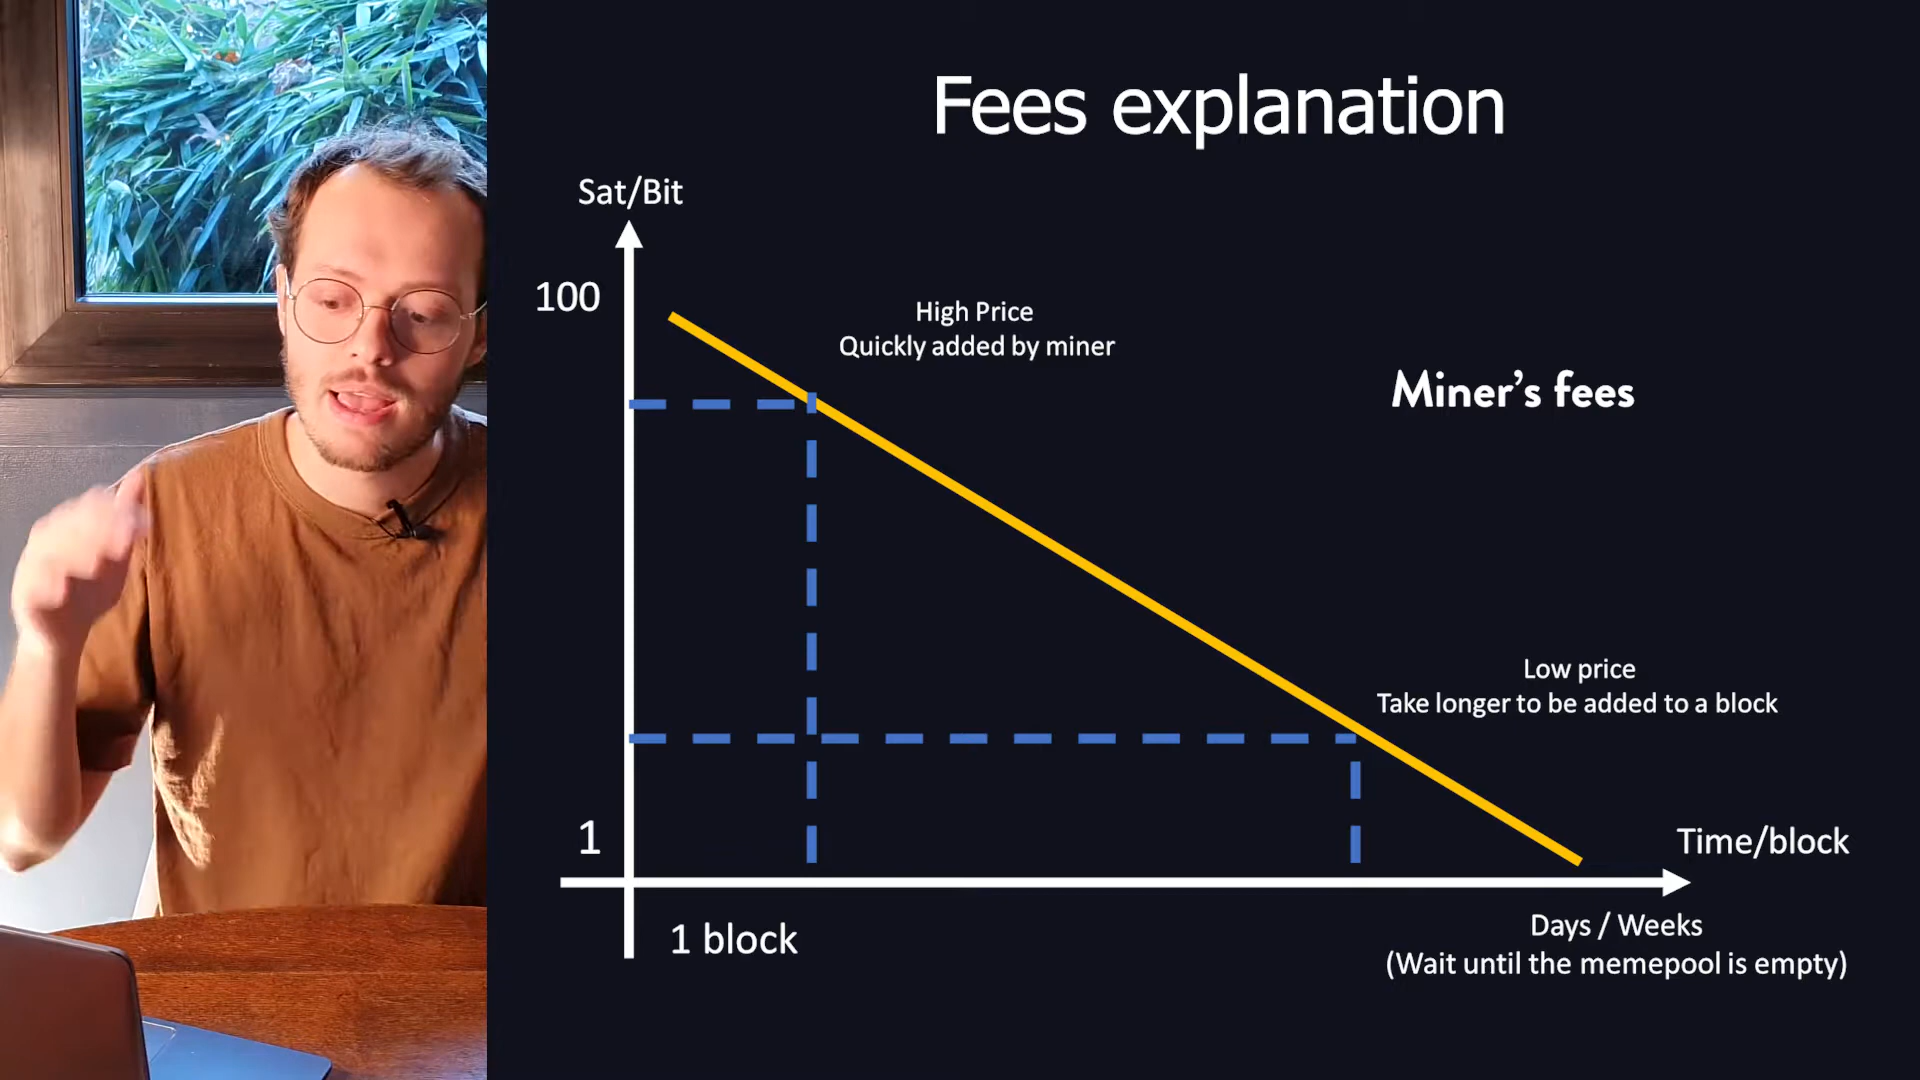 Fees explanation
Sat/Bit
100
High Price
Quickly added by miner
Miner's fees
Low price
Take longer to be added to a block
1
Time/block
1 block
Days / Weeks
(Wait until the memepool is empty)